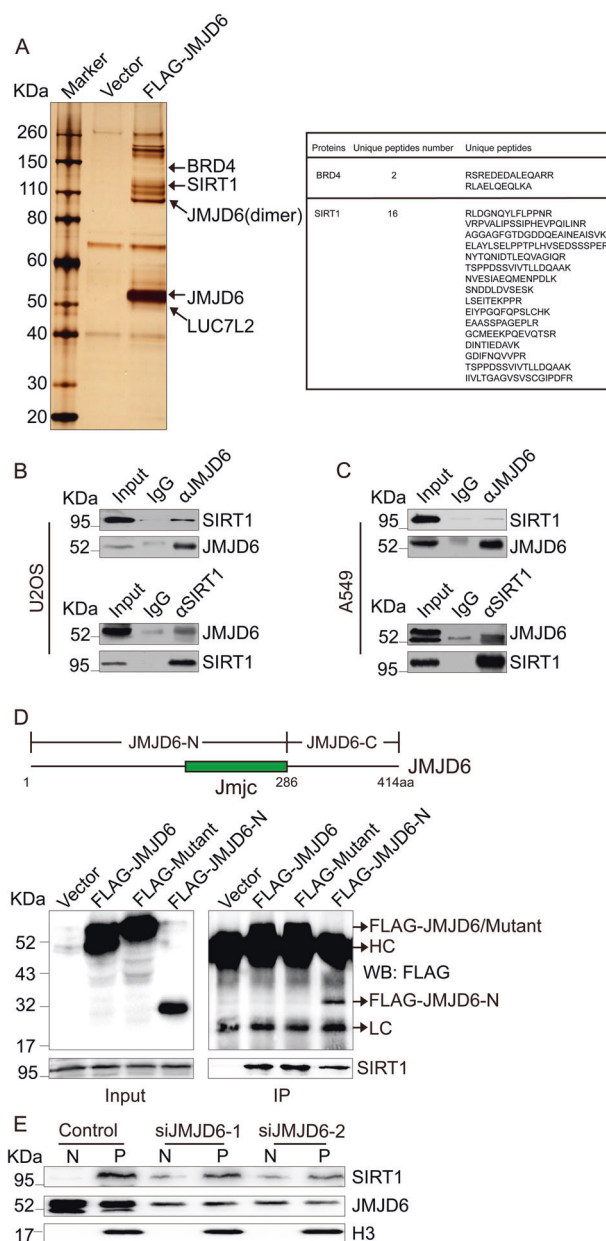 A
KDa
Marker
Vector
FLAG-JMJD6
260
150
110
80
60
50
40
30
20
BRD4
SIRT1
JMJD6(dimer)
JMJD6
LUC7L2
Proteins Unique peptides number Unique peptides
BRD4 2 RSREDEDALEQARR
RLAELQEQLKA
SIRT1 16 RLDGNQYLFLPPNR
VRPVALIPSSIPHEVPQILINR
AGGAGFGTDGDDQEAINEAISVK
ELAYLSELPPTPLHVSEDSSSPER
NYTQNIDTLEQVAGIQR
TSPPDSSVIVTLLDQAAK
NVESIAEQMENPDLK
SNDDLDVSESK
LSEITEKPPR
EIYPGQFQPSLCHK
EAASSPAGEPLR
GCMEEKPQEVQTSR
DINTIEDAVK
GDIFNQVVPR
TSPPDSSVIVTLLDQAAK
IIVLTGAGVSVSCGIPDFR
B
U2OS
KDa
Input
IgG
αJMJD6
95 SIRT1
52 JMJD6
KDa
Input
IgG
αSIRT1
52 JMJD6
95 SIRT1
C
A549
KDa
Input
IgG
αJMJD6
95 SIRT1
52 JMJD6
KDa
Input
IgG
αSIRT1
52 JMJD6
95 SIRT1
D
JMJD6-N JMJD6-C
JMJD6
1 Jmjc 286 414aa
KDa
Vector
FLAG-JMJD6
FLAG-Mutant
FLAG-JMJD6-N
Vector
FLAG-JMJD6
FLAG-Mutant
FLAG-JMJD6-N
52
43
32
17
95
FLAG-JMJD6/Mutant
HC
WB: FLAG
FLAG-JMJD6-N
LC
SIRT1
Input IP
E
Control siJMJD6-1 siJMJD6-2
KDa N P N P N P
95 SIRT1
52 JMJD6
17 H3